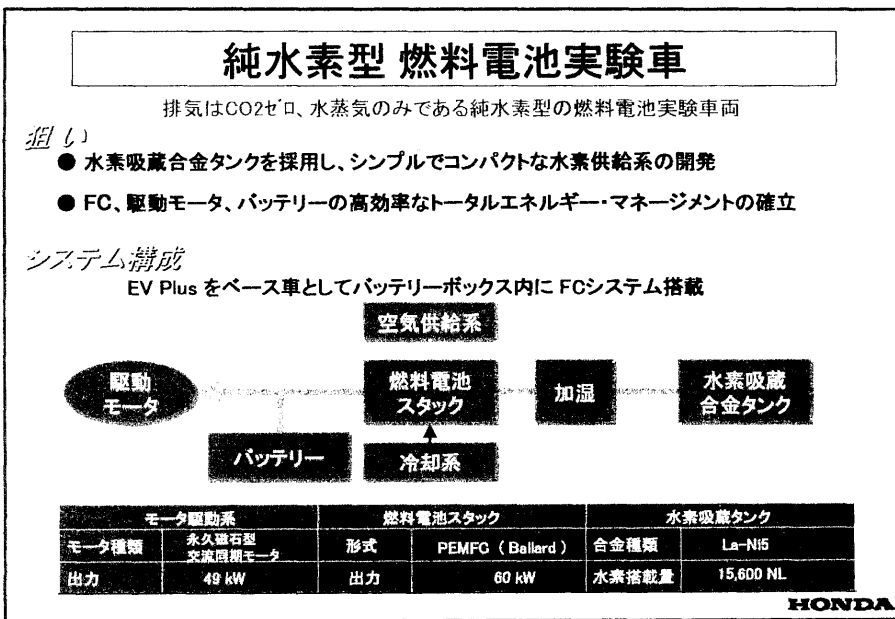 純水素型 燃料電池実験車
排気はCO2ｾﾞﾛ、水蒸気のみである純水素型の燃料電池実験車両
狙い
● 水素吸蔵合金タンクを採用し、シンプルでコンパクトな水素供給系の開発
● FC、駆動モータ、バッテリーの高効率なトータルエネルギー・マネージメントの確立
システム構成
EV Plus をベース車としてバッテリーボックス内に FCシステム搭載
空気供給系
駆動
モータ
燃料電池
スタック
加湿
水素吸蔵
合金タンク
バッテリー
冷却系
モータ駆動系 燃料電池スタック 水素吸蔵タンク
モータ種類 永久磁石型
交流同期モータ 形式 PEMFC ( Ballard ) 合金種類 La-Ni5
出力 49 kW 出力 60 kW 水素搭載量 15,600 NL
HONDA